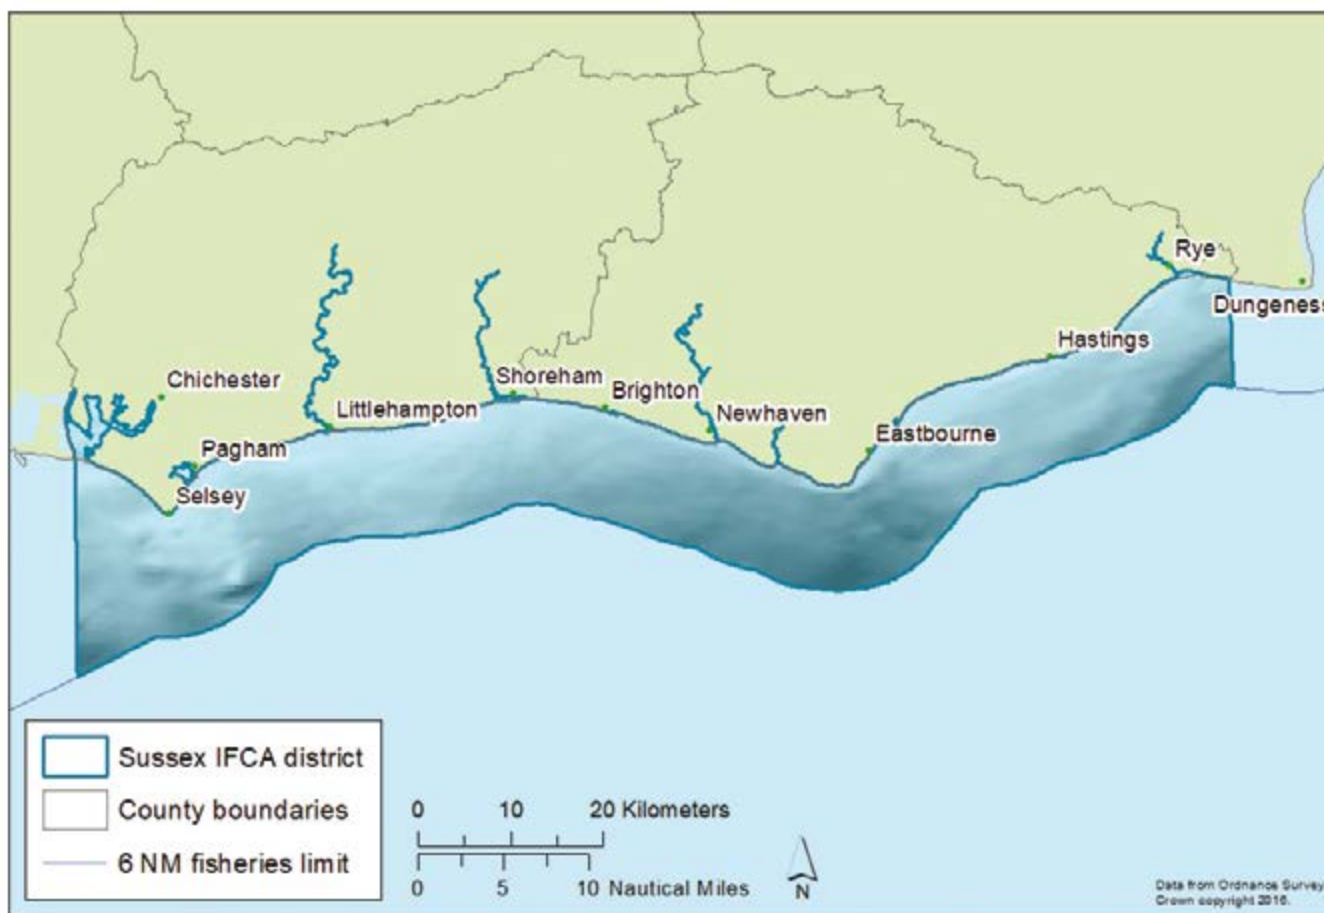 Rye
Dungeness
Hastings
Chichester
Shoreham
Brighton
Littlehampton
Newhaven
Eastbourne
Pagham
Selsey
Sussex IFCA district
County boundaries
6 NM fisheries limit
0 10 20 Kilometers
0 5 10 Nautical Miles
N
Data from Ordnance Survey
Crown copyright 2016.